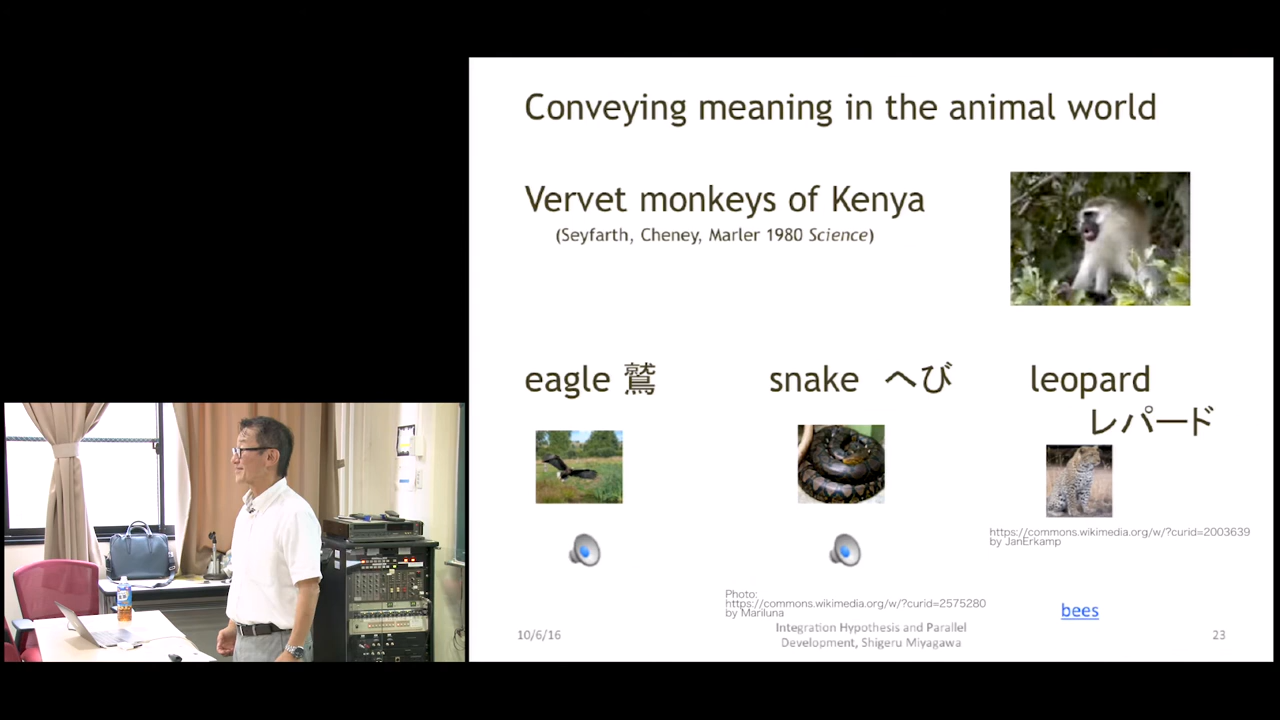 Conveying meaning in the animal world
Vervet monkeys of Kenya
(Seyfarth, Cheney, Marler 1980 Science)
eagle 鷲
snake へび
leopard
レパード
https://commons.wikimedia.org/w/?curid=2003639
by JanErkamp
Photo:
https://commons.wikimedia.org/w/?curid=2575280
by Mariluna
bees
10/6/16
Integration Hypothesis and Parallel
Development, Shigeru Miyagawa
23